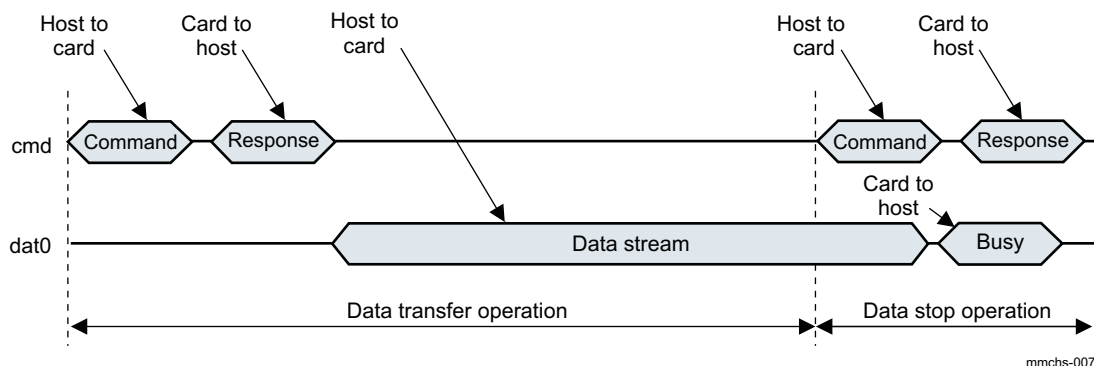 Host to
card
Card to
host
Host to
card
Host to
card
Card to
host
cmd
Command
Response
Command
Response
Card to
host
dat0
Data stream
Busy
Data transfer operation
Data stop operation
mmchs-007